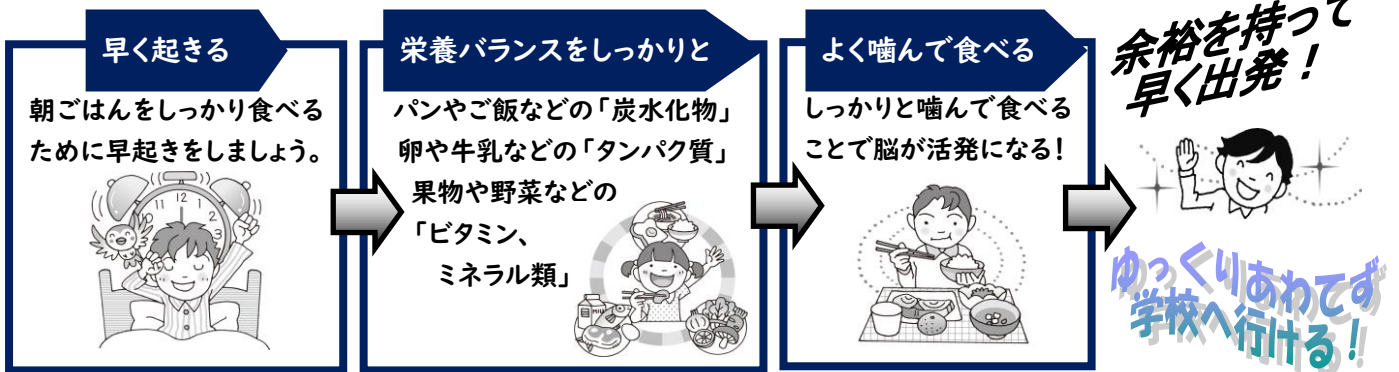 早く起きる
朝ごはんをしっかり食べる
ために早起きをしましょう。
11 12 1
2
3
栄養バランスをしっかりと
パンやご飯などの「炭水化物」
卵や牛乳などの「タンパク質」
果物や野菜などの
「ビタミン、
ミネラル類」
MILK
よく噛んで食べる
しっかりと噛んで食べる
ことで脳が活発になる!
余裕を持って
早く出発!
ゆっくりあわてず
学校へ行ける!